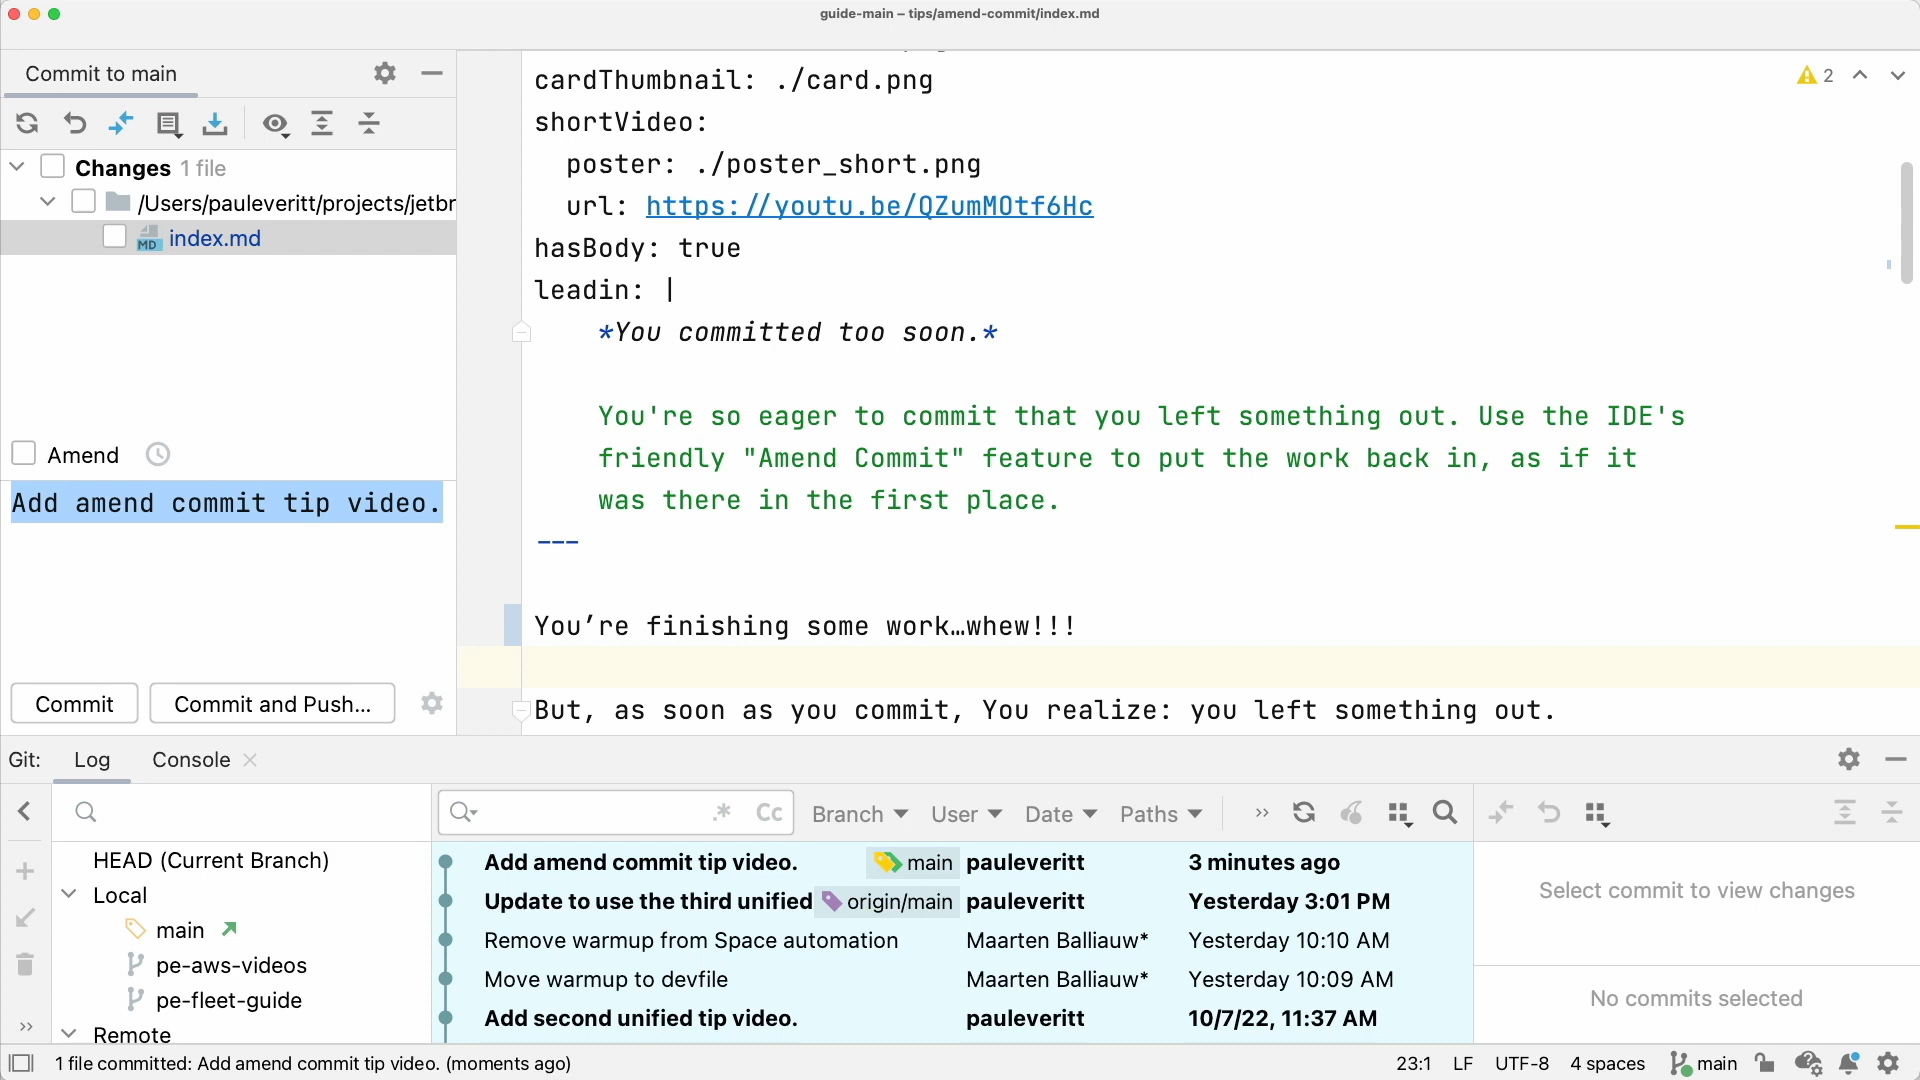 guide-main – tips/amend-commit/index.md
Commit to main
Changes 1 file
/Users/pauleveritt/projects/jetbr
MD index.md
Amend
Add amend commit tip video.
Commit
Commit and Push...
cardThumbnail: ./card.png
shortVideo:
poster: ./poster_short.png
url: https://youtu.be/QZumMOtf6Hc
hasBody: true
leadin: |
*You committed too soon.*
You're so eager to commit that you left something out. Use the IDE's
friendly "Amend Commit" feature to put the work back in, as if it
was there in the first place.
---
You’re finishing some work…whew!!!
But, as soon as you commit, You realize: you left something out.
2
Git: Log Console
HEAD (Current Branch)
Local
main
pe-aws-videos
pe-fleet-guide
Remote
.* Cc Branch User Date Paths
Add amend commit tip video. main pauleveritt 3 minutes ago
Update to use the third unified origin/main pauleveritt Yesterday 3:01 PM
Remove warmup from Space automation Maarten Balliauw* Yesterday 10:10 AM
Move warmup to devfile Maarten Balliauw* Yesterday 10:09 AM
Add second unified tip video. pauleveritt 10/7/22, 11:37 AM
Select commit to view changes
No commits selected
1 file committed: Add amend commit tip video. (moments ago)
23:1 LF UTF-8 4 spaces main